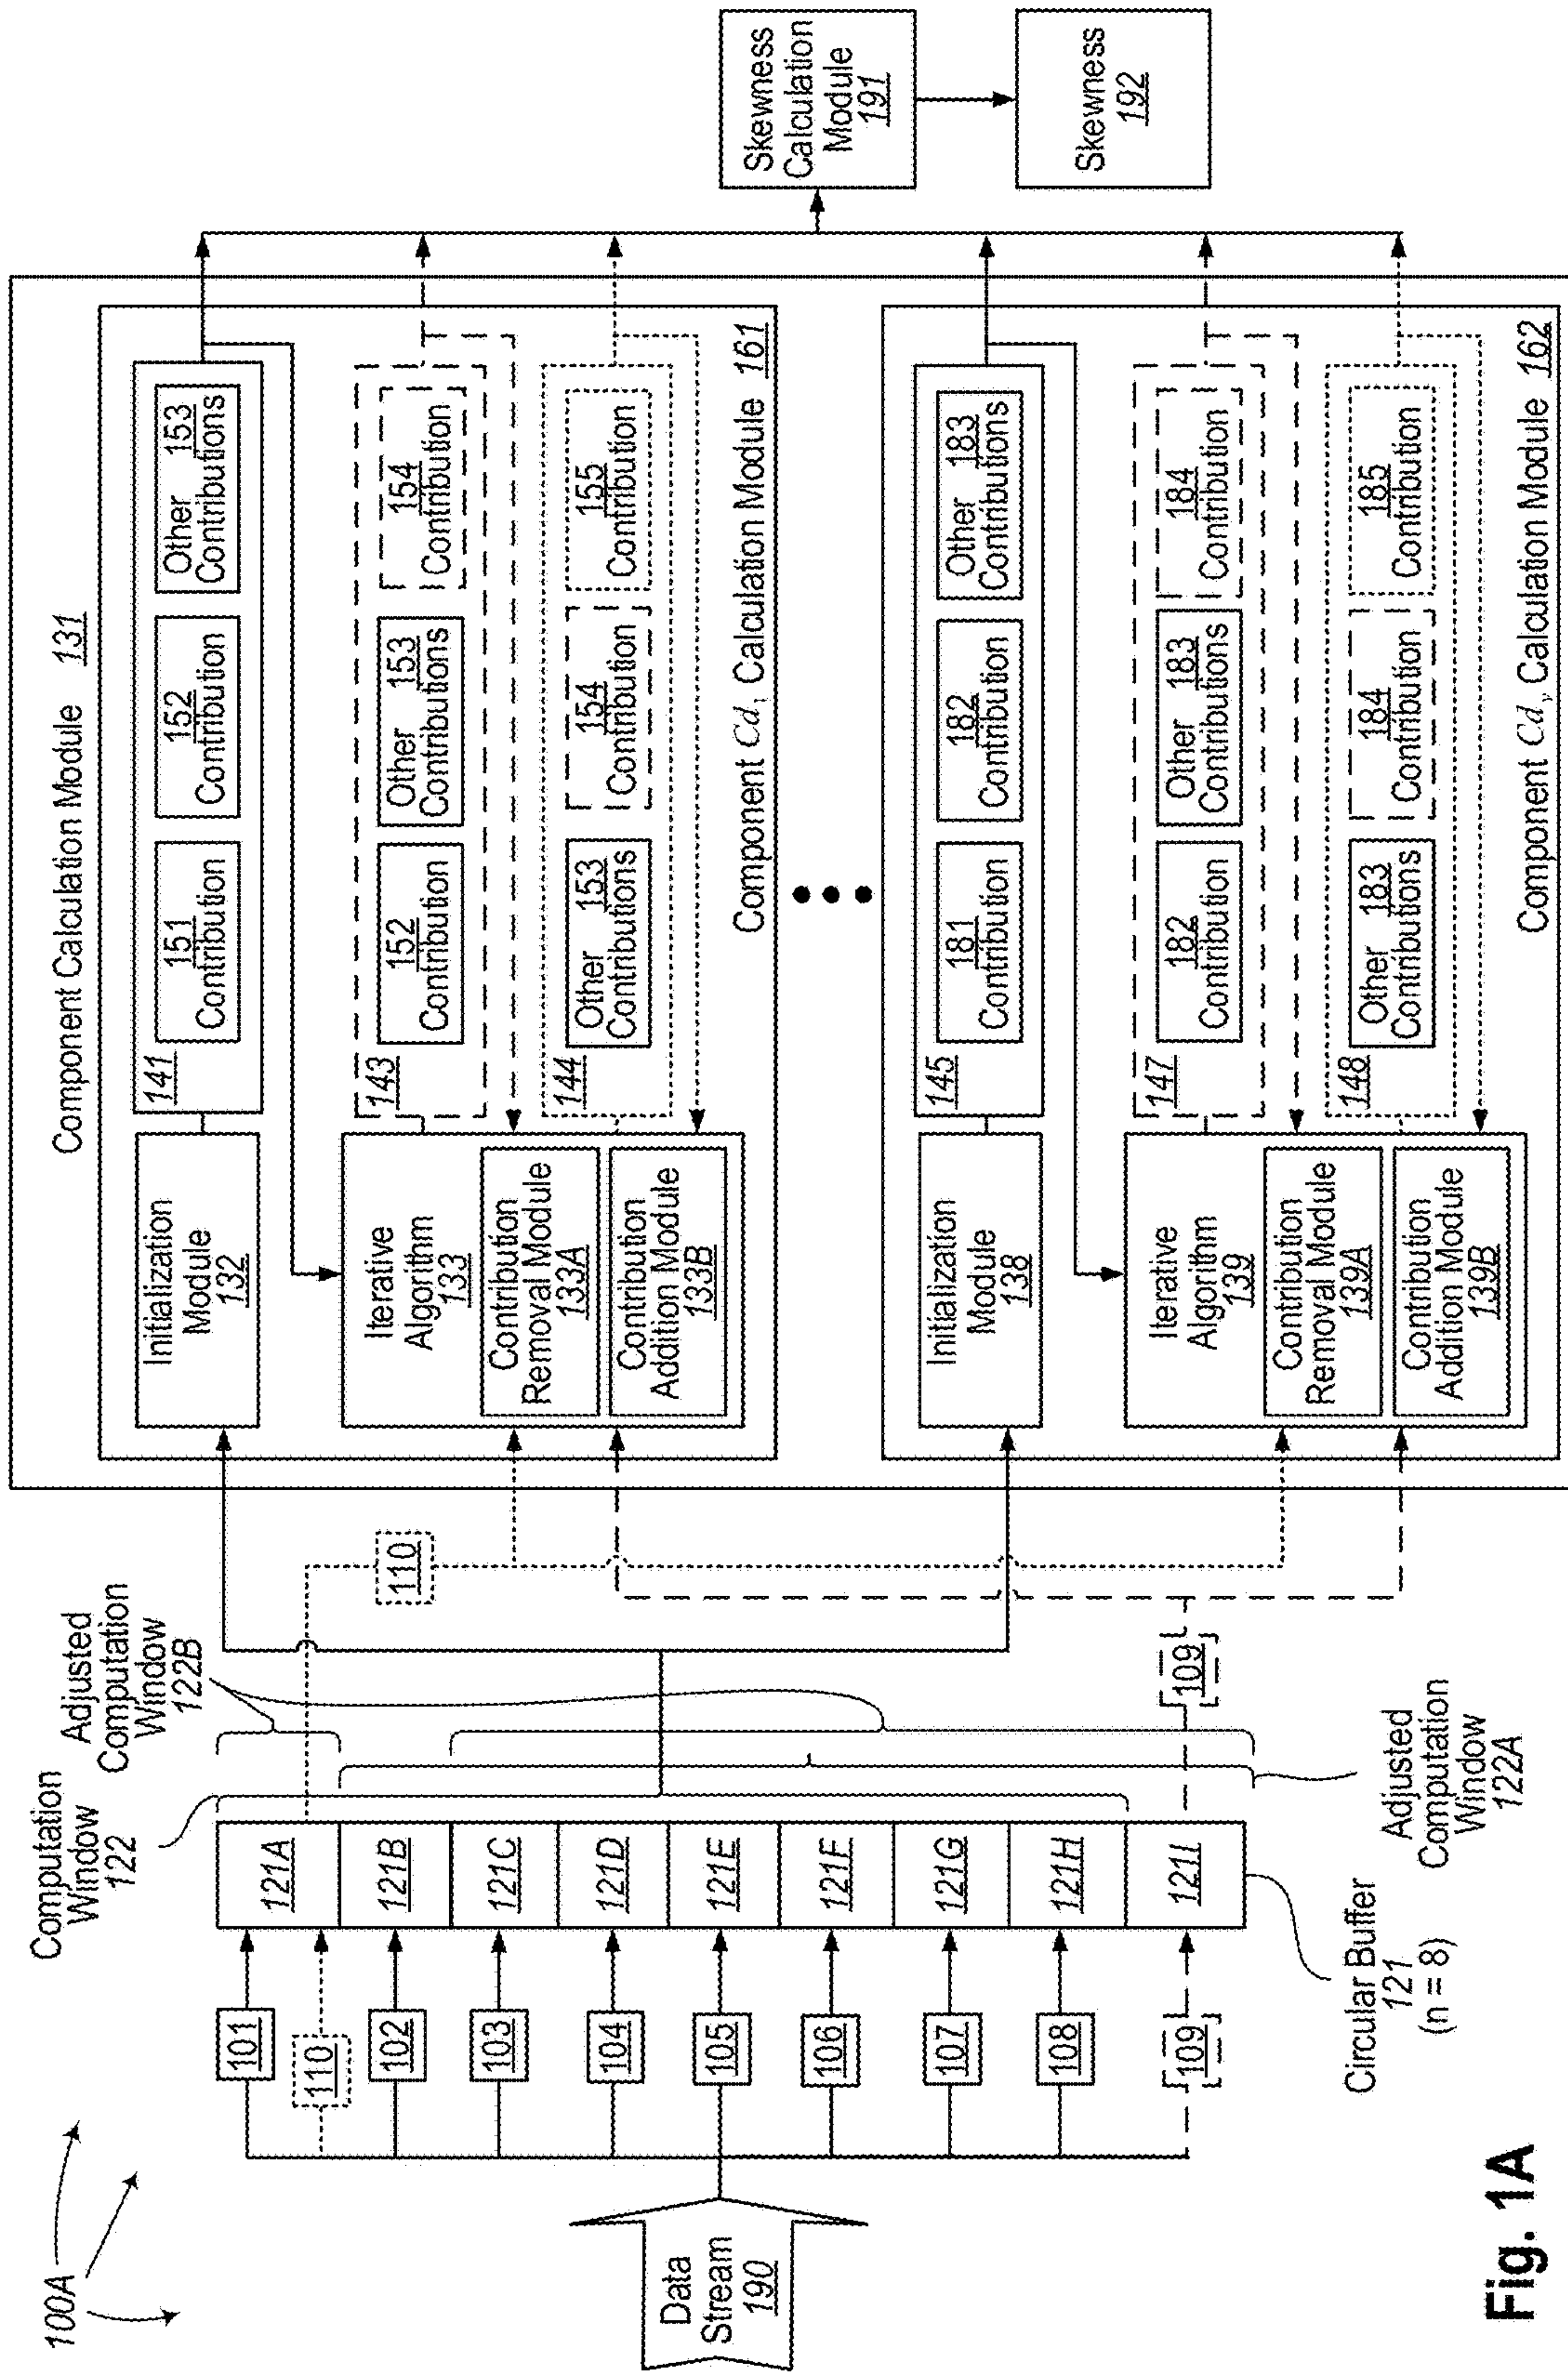 100A
Data
Stream
190
101
110
102
103
104
105
106
107
108
109
Computation
Window
122
Adjusted
Computation
Window
122B
121A
121B
121C
121D
121E
121F
121G
121H
121I
Circular Buffer
121
(n = 8)
Adjusted
Computation
Window
122A
110
109
Component Calculation Module 131
Initialization
Module
132
141
151
Contribution
152
Contribution
Other 153
Contributions
Iterative
Algorithm
133
Contribution
Removal Module
133A
Contribution
Addition Module
133B
143
152
Contribution
Other 153
Contributions
154
Contribution
144
Other 153
Contributions
154
Contribution
155
Contribution
Component Cd₁ Calculation Module 161
Initialization
Module
138
145
181
Contribution
182
Contribution
Other 183
Contributions
Iterative
Algorithm
139
Contribution
Removal Module
139A
Contribution
Addition Module
139B
147
182
Contribution
Other 183
Contributions
184
Contribution
148
Other 183
Contributions
184
Contribution
185
Contribution
Component Cdᵥ Calculation Module 162
Skewness
Calculation
Module
191
Skewness
192
Fig. 1A